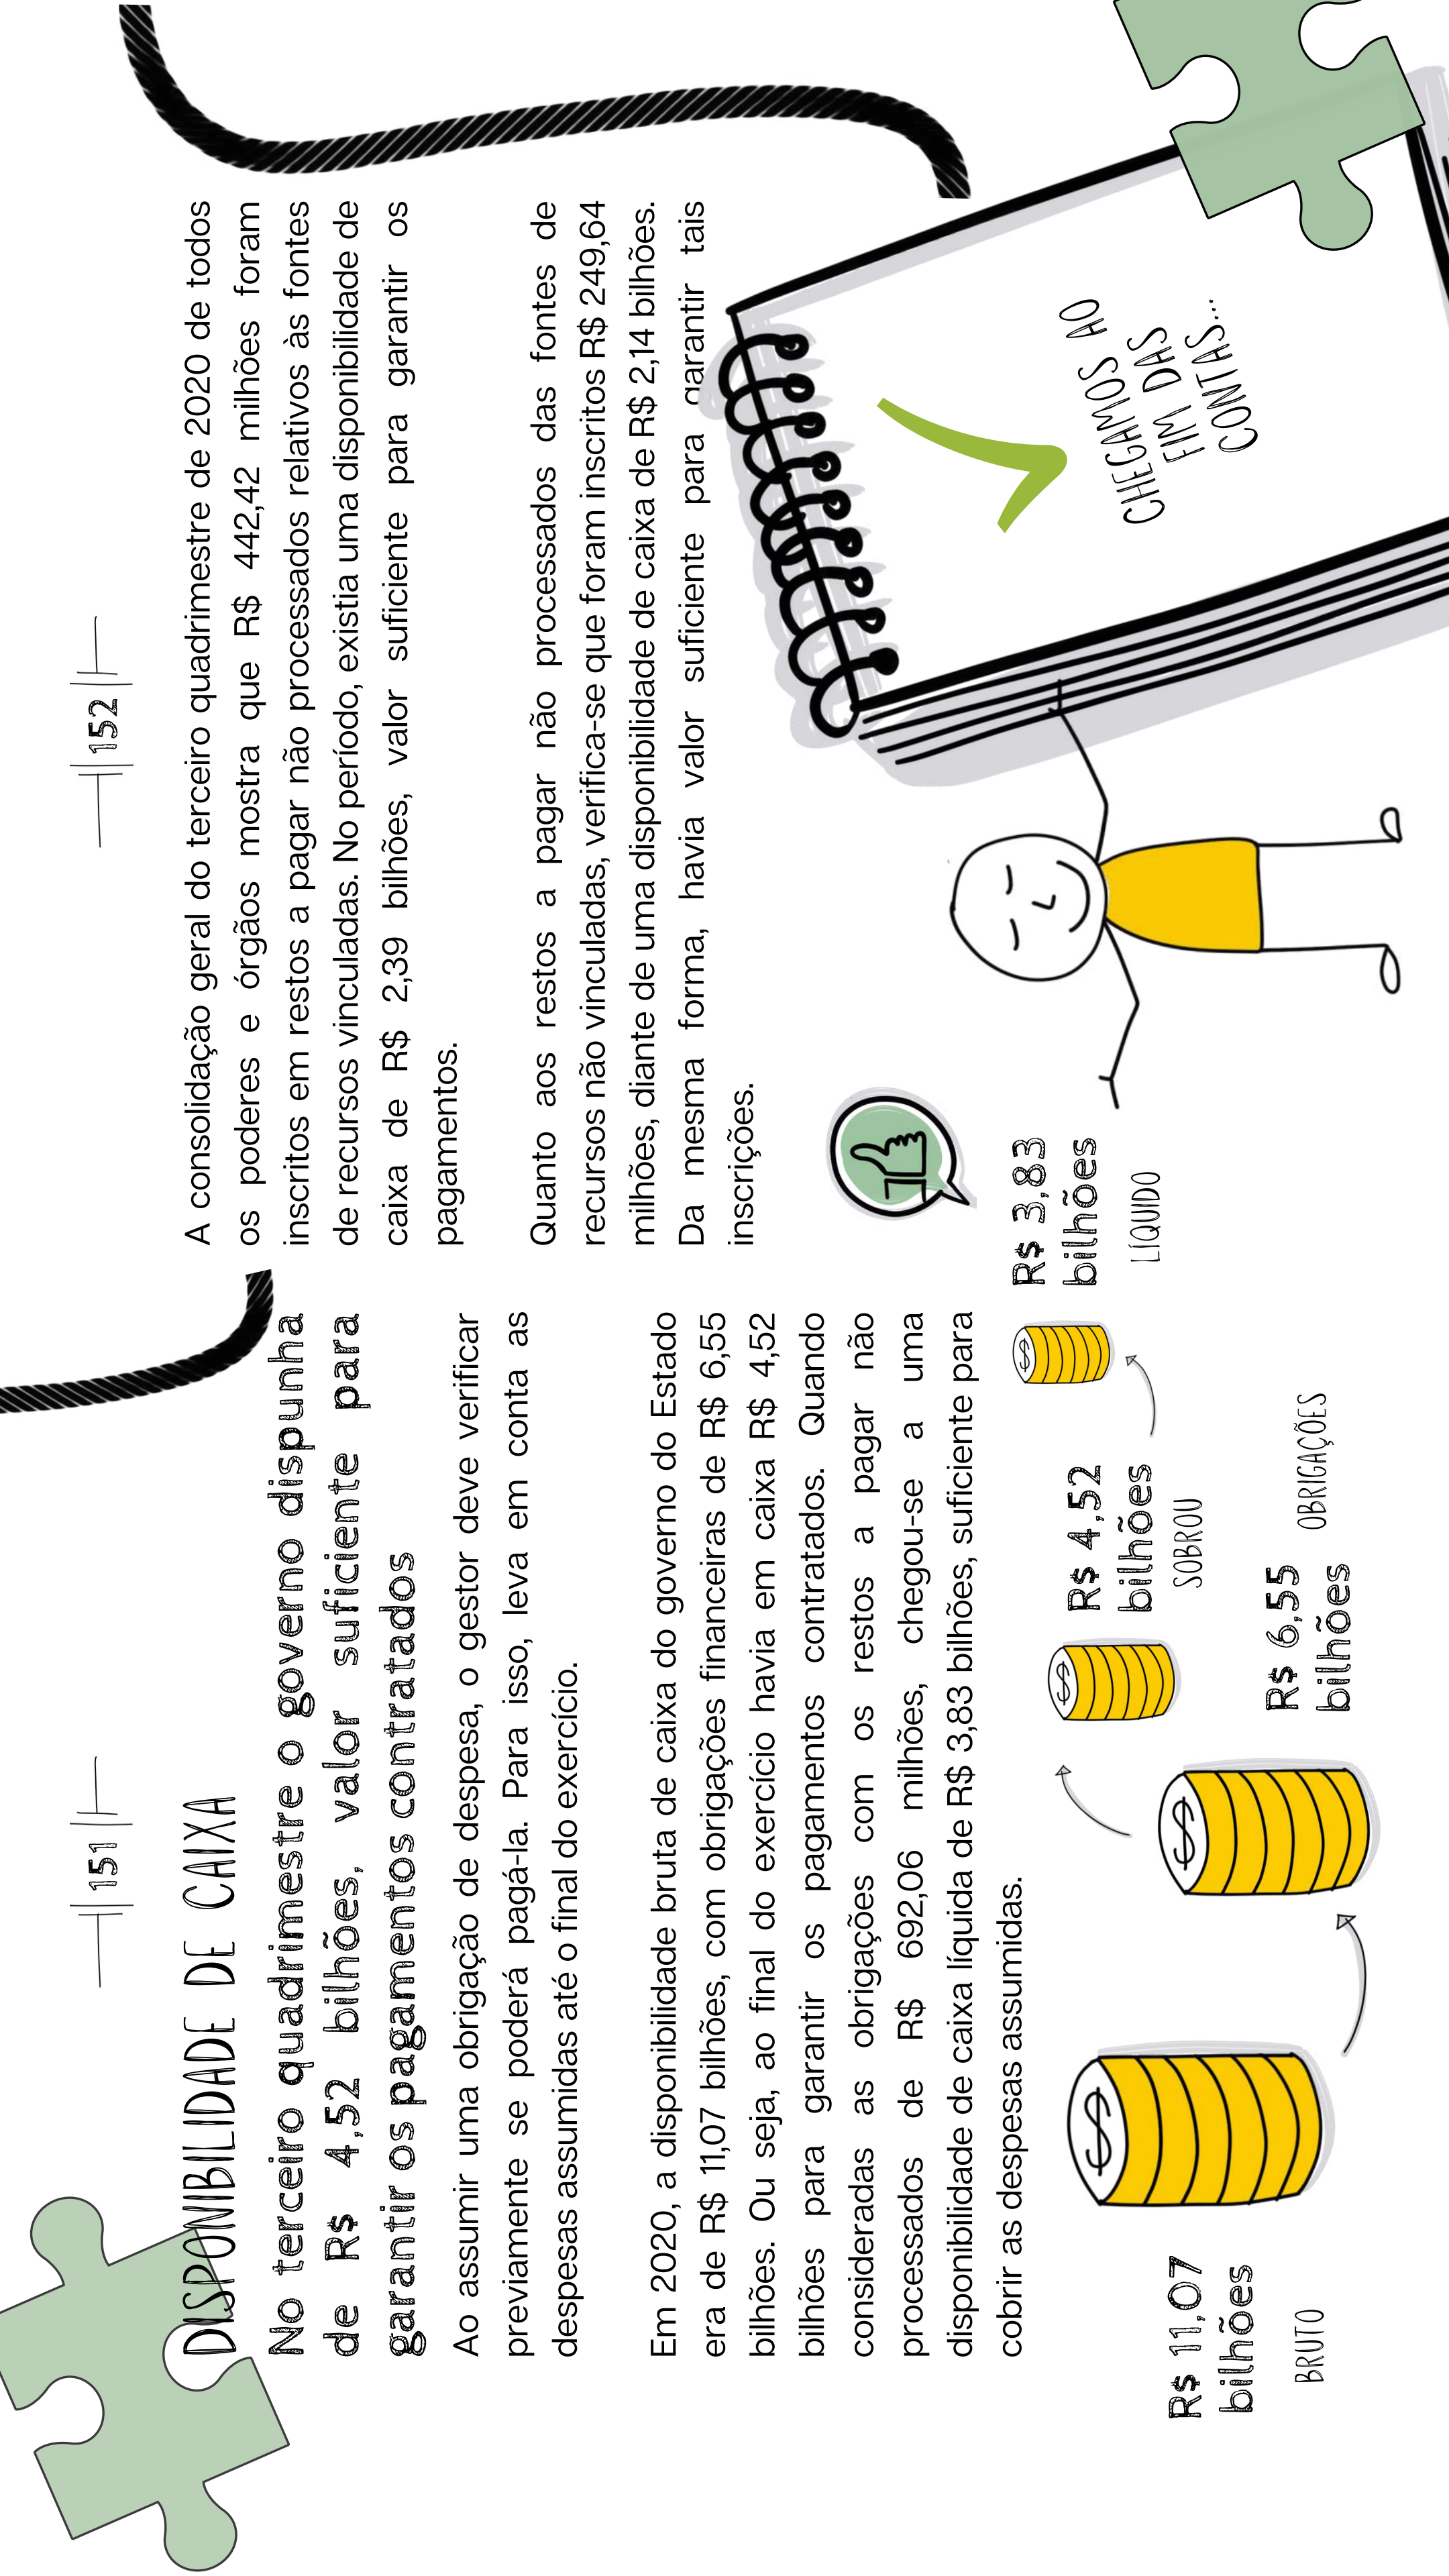 151
DISPONIBILIDADE DE CAIXA
No terceiro quadrimestre o governo dispunha
de R$ 4,52 bilhões, valor suficiente para
garantir os pagamentos contratados
Ao assumir uma obrigação de despesa, o gestor deve verificar
previamente se poderá pagá-la. Para isso, leva em conta as
despesas assumidas até o final do exercício.
Em 2020, a disponibilidade bruta de caixa do governo do Estado
era de R$ 11,07 bilhões, com obrigações financeiras de R$ 6,55
bilhões. Ou seja, ao final do exercício havia em caixa R$ 4,52
bilhões para garantir os pagamentos contratados. Quando
consideradas as obrigações com os restos a pagar não
processados de R$ 692,06 milhões, chegou-se a uma
disponibilidade de caixa líquida de R$ 3,83 bilhões, suficiente para
cobrir as despesas assumidas.
R$ 11,07
bilhões
BRUTO
R$ 6,55
bilhões
OBRIGAÇÕES
R$ 4,52
bilhões
SOBROU
R$ 3,83
bilhões
LÍQUIDO
152
A consolidação geral do terceiro quadrimestre de 2020 de todos
os poderes e órgãos mostra que R$ 442,42 milhões foram
inscritos em restos a pagar não processados relativos às fontes
de recursos vinculadas. No período, existia uma disponibilidade de
caixa de R$ 2,39 bilhões, valor suficiente para garantir os
pagamentos.
Quanto aos restos a pagar não processados das fontes de
recursos não vinculadas, verifica-se que foram inscritos R$ 249,64
milhões, diante de uma disponibilidade de caixa de R$ 2,14 bilhões.
Da mesma forma, havia valor suficiente para garantir tais
inscrições.
CHEGAMOS AO
FIM DAS
CONTAS...